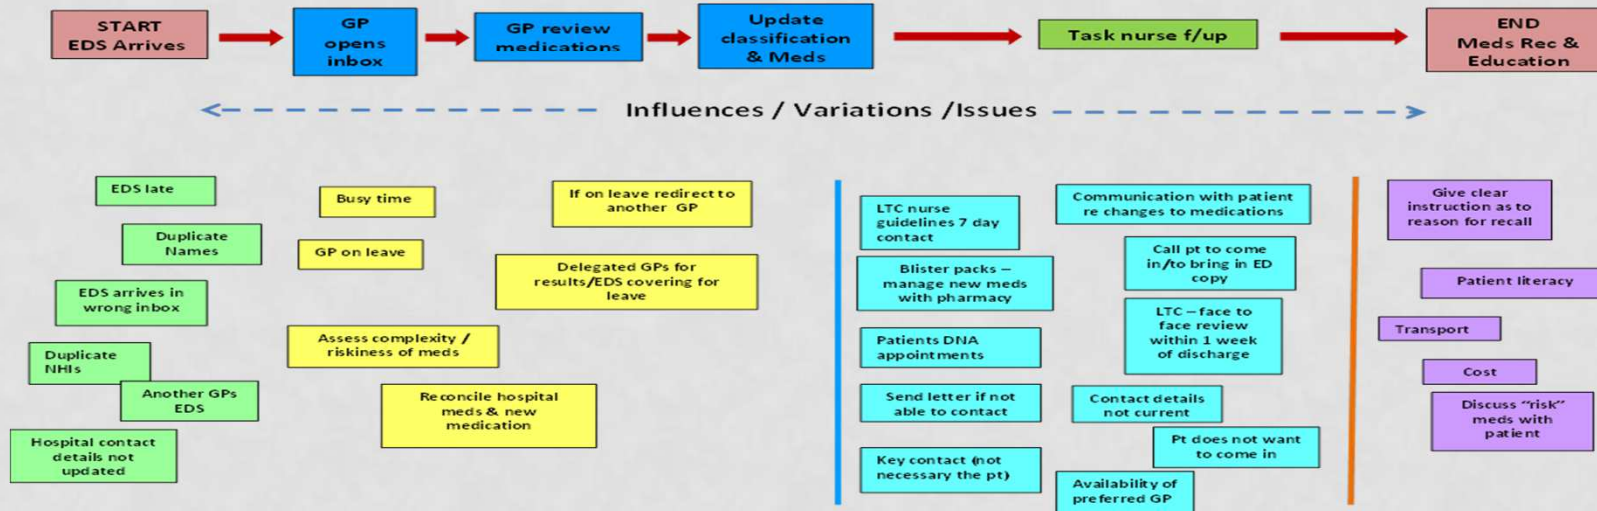 START
EDS Arrives
GP
opens
inbox
GP review
medications
Update
classification
& Meds
Task nurse f/up
END
Meds Rec &
Education
Influences / Variations /Issues
EDS late
Duplicate
Names
EDS arrives in
wrong inbox
Duplicate
NHIs
Another GPs
EDS
Hospital contact
details not
updated
Busy time
GP on leave
If on leave redirect to
another GP
Delegated GPs for
results/EDS covering for
leave
Assess complexity /
riskiness of meds
Reconcile hospital
meds & new
medication
LTC nurse
guidelines 7 day
contact
Blister packs –
manage new meds
with pharmacy
Patients DNA
appointments
Send letter if not
able to contact
Key contact (not
necessary the pt)
Communication with patient
re changes to medications
Call pt to come
in/to bring in ED
copy
LTC – face to
face review
within 1 week
of discharge
Contact details
not current
Pt does not want
to come in
Availability of
preferred GP
Give clear
instruction as to
reason for recall
Patient literacy
Transport
Cost
Discuss "risk"
meds with
patient